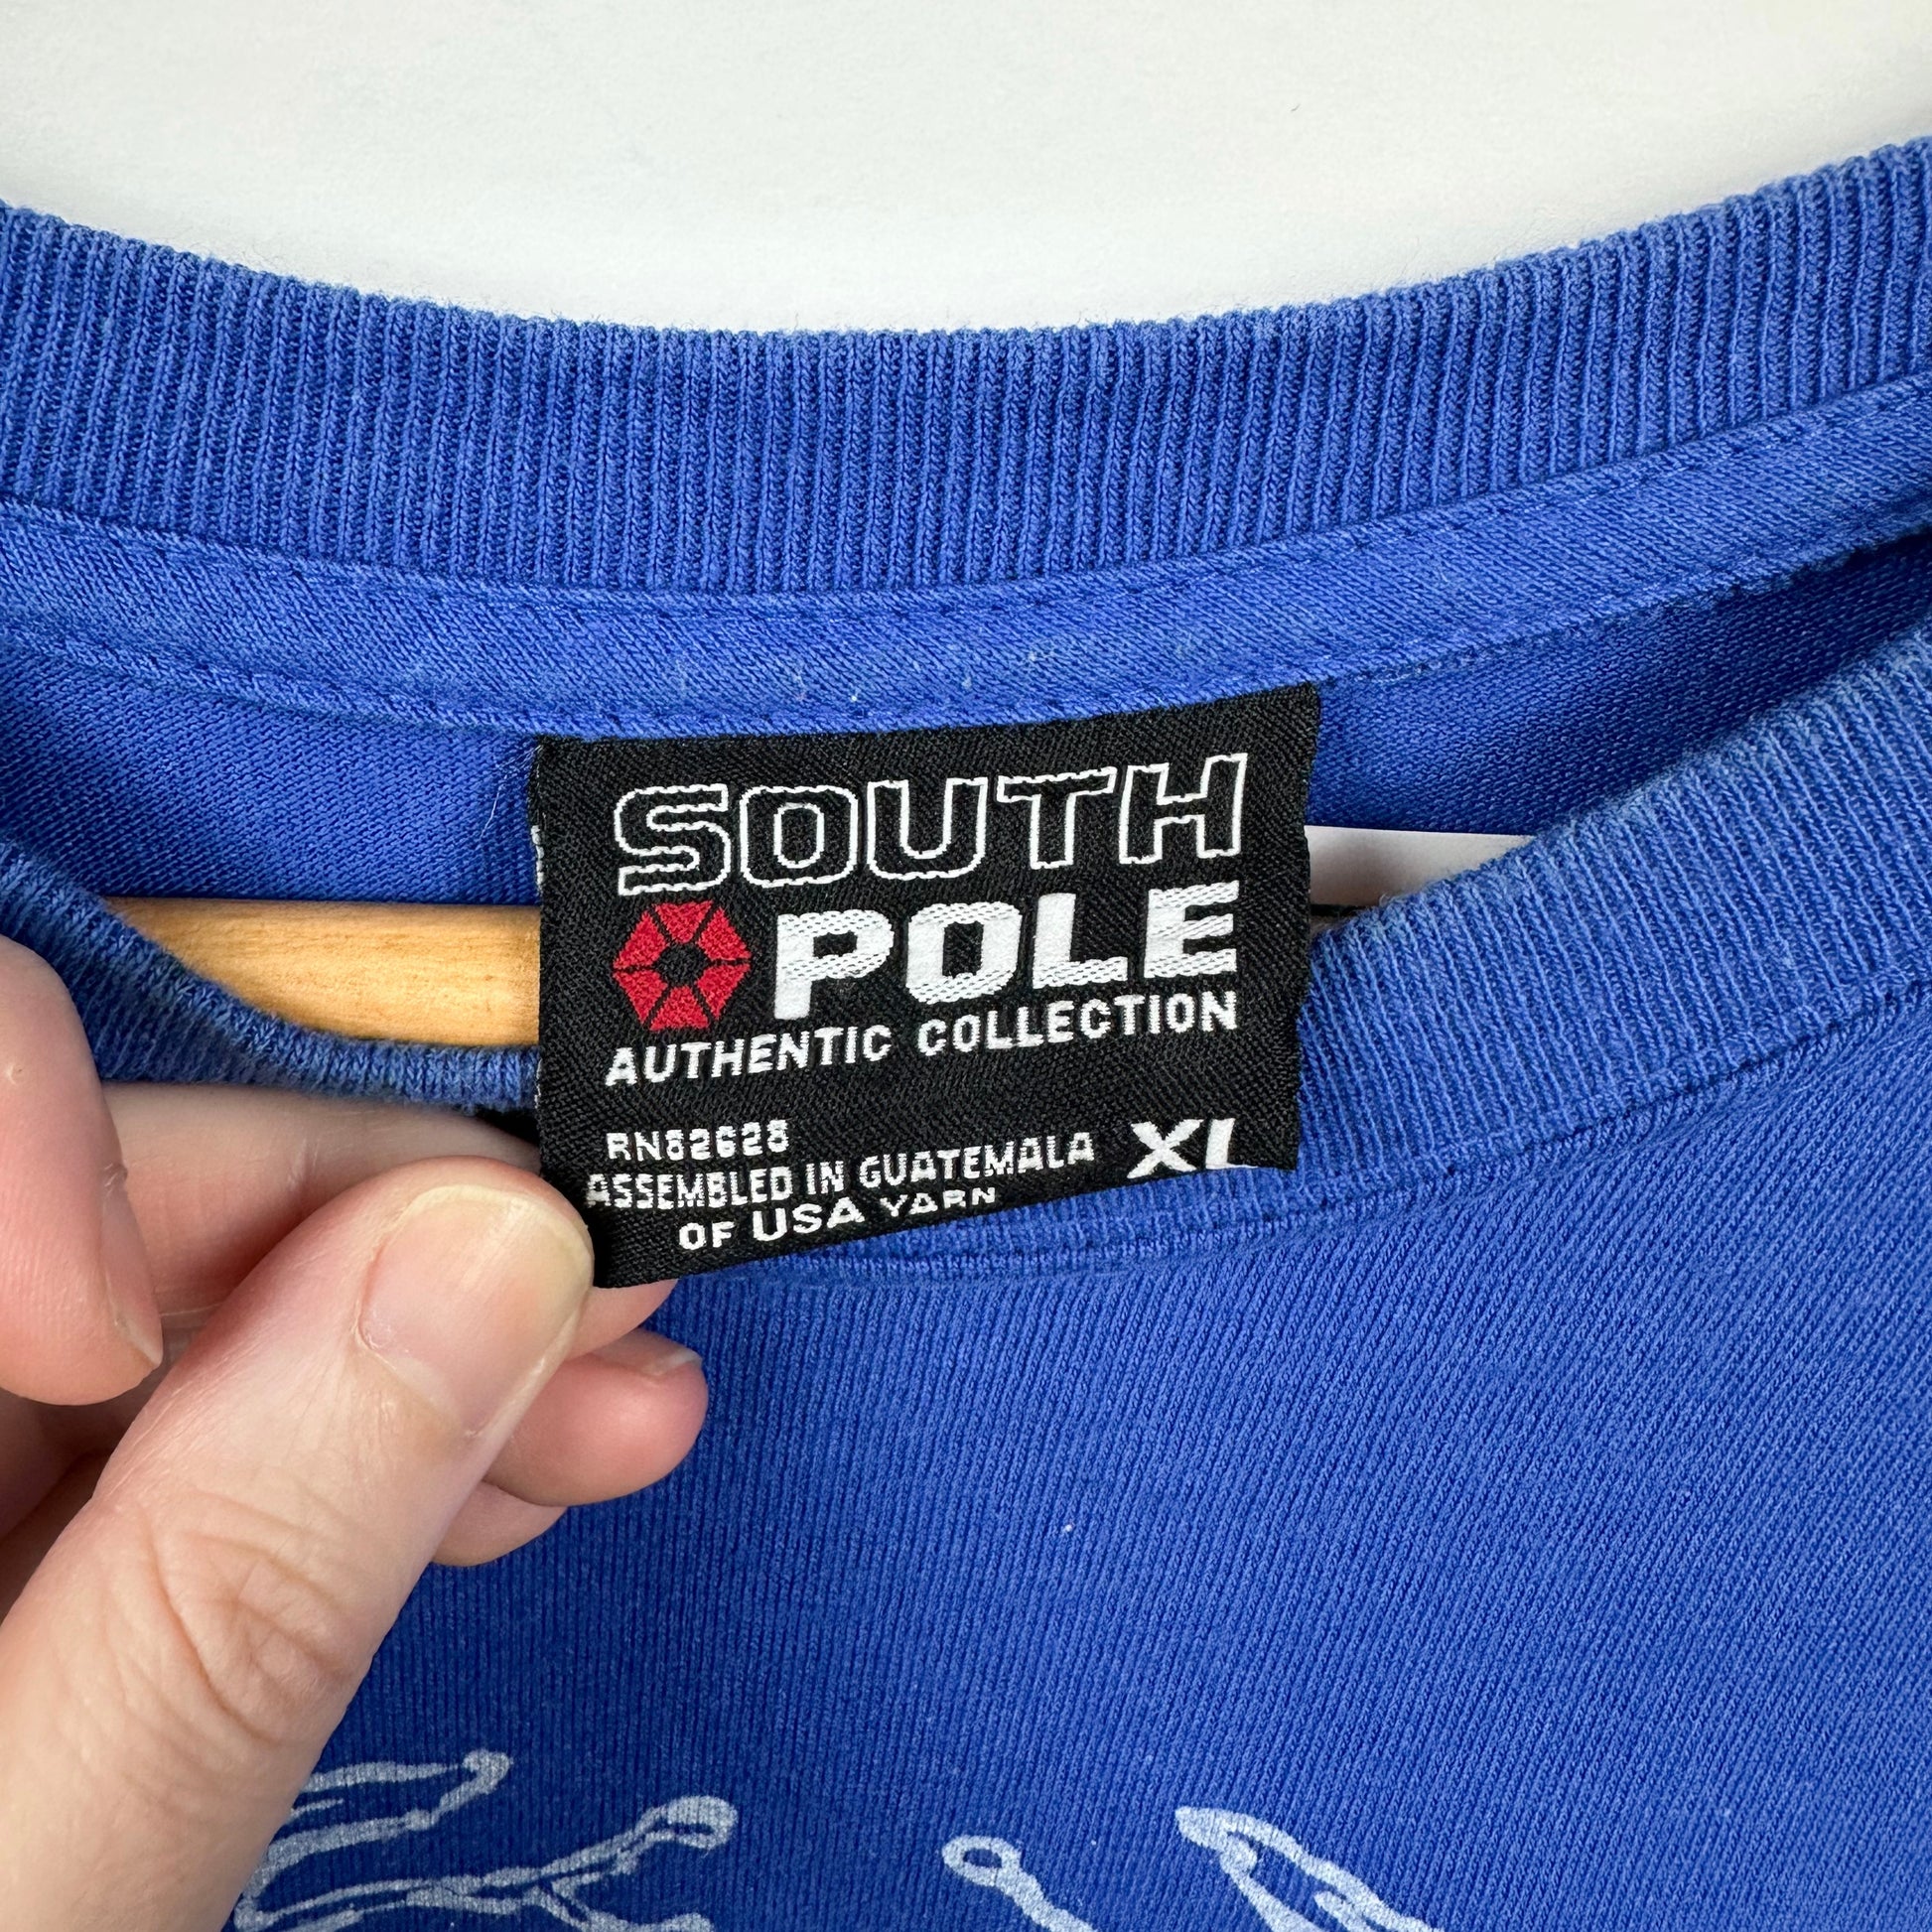 SOUTH
POLE
AUTHENTIC COLLECTION
RN82628
ASSEMBLED IN GUATEMALA
OF USA YARN
XL